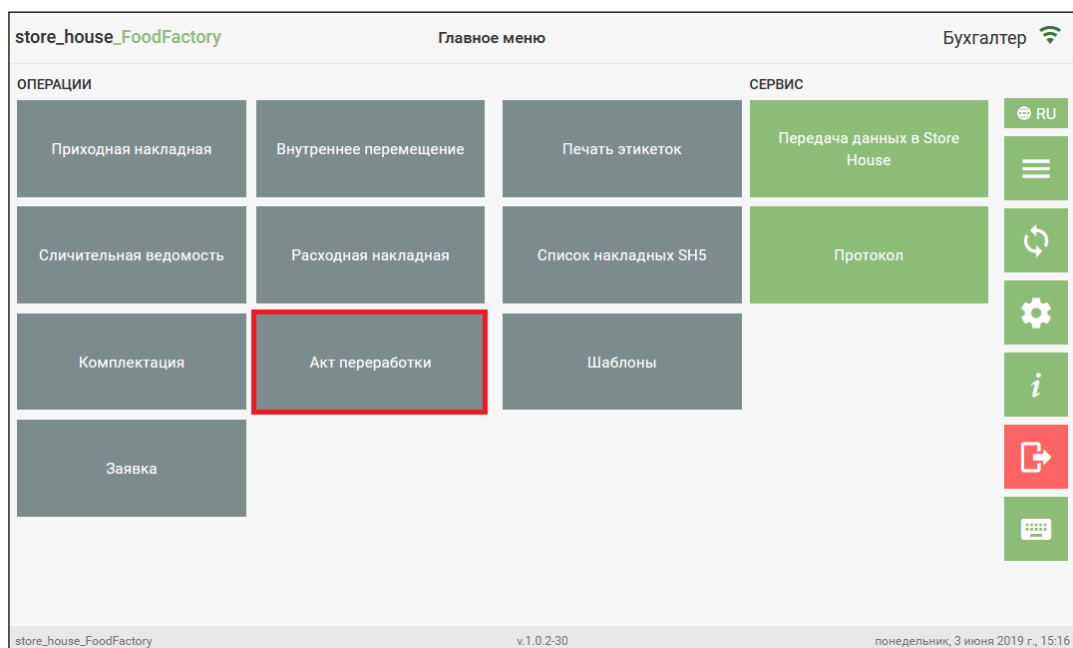 store_house_FoodFactory
Главное меню
Бухгалтер
ОПЕРАЦИИ
СЕРВИС
Приходная накладная
Внутреннее перемещение
Печать этикеток
Передача данных в Store
House
RU
Сличительная ведомость
Расходная накладная
Список накладных SH5
Протокол
Комплектация
Акт переработки
Шаблоны
i
Заявка
store_house_FoodFactory
v.1.0.2-30
понедельник, 3 июня 2019 г., 15:16